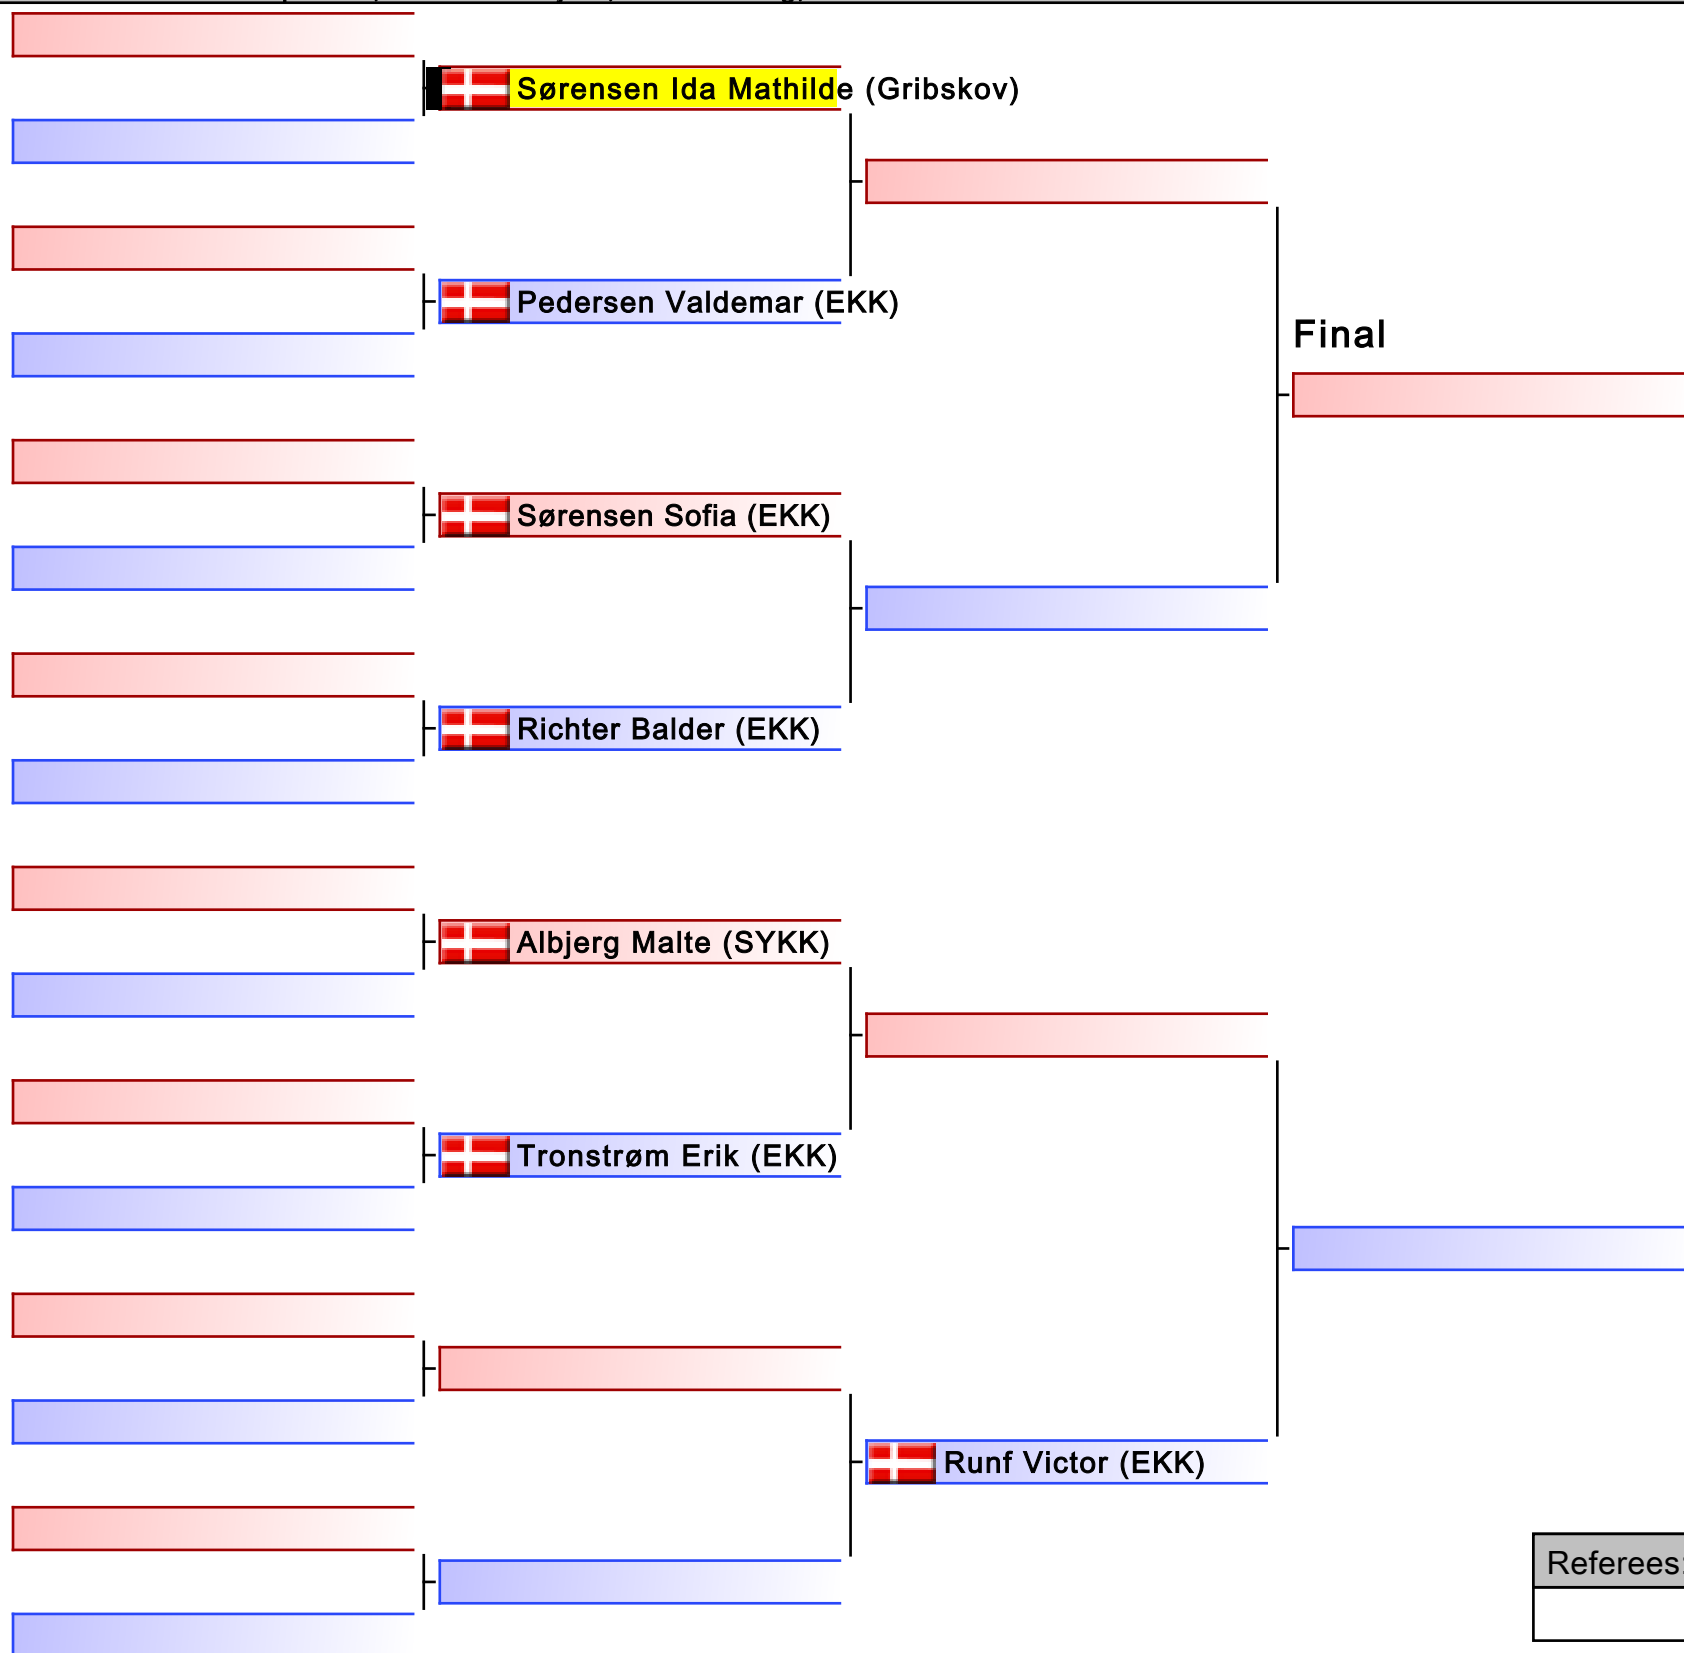 Sørensen Ida Mathilde (Gribskov)
Pedersen Valdemar (EKK)
Final
Sørensen Sofia (EKK)
Richter Balder (EKK)
Albjerg Malte (SYKK)
Tronstrøm Erik (EKK)
Runf Victor (EKK)
Referees: